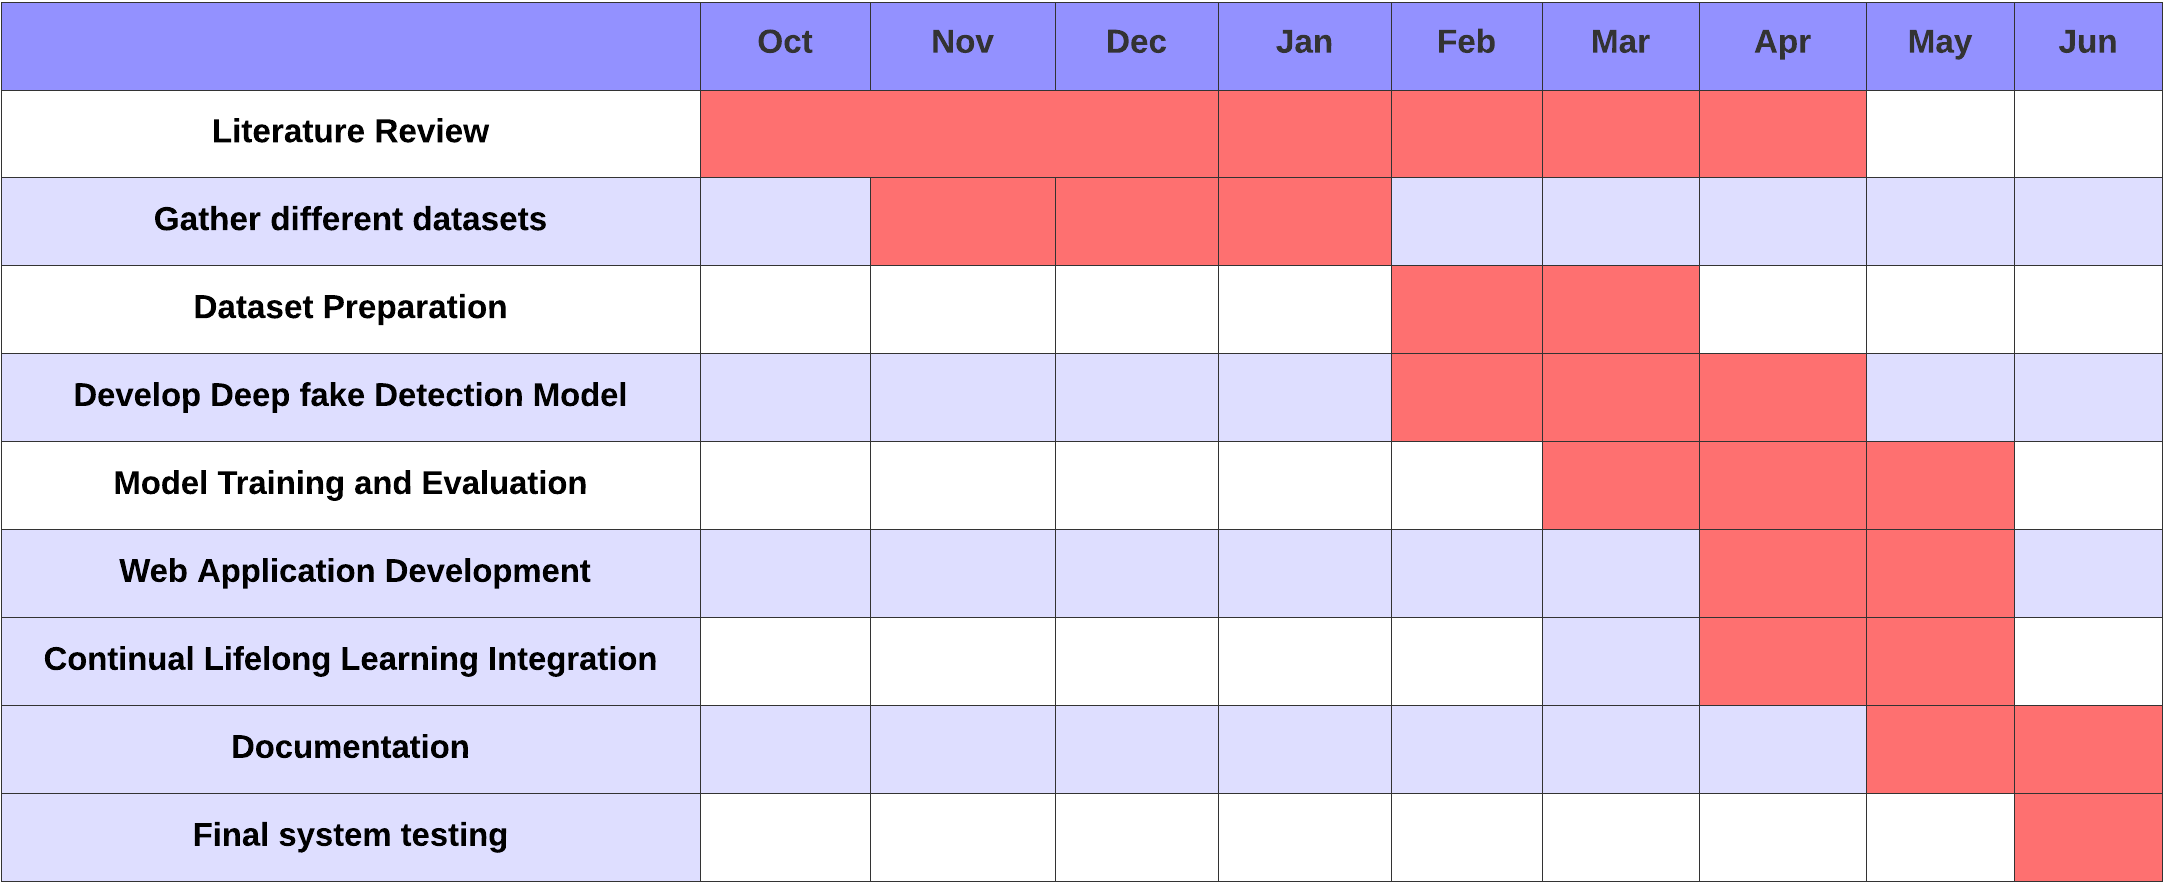 Oct Nov Dec Jan Feb Mar Apr May Jun
Literature Review
Gather different datasets
Dataset Preparation
Develop Deep fake Detection Model
Model Training and Evaluation
Web Application Development
Continual Lifelong Learning Integration
Documentation
Final system testing